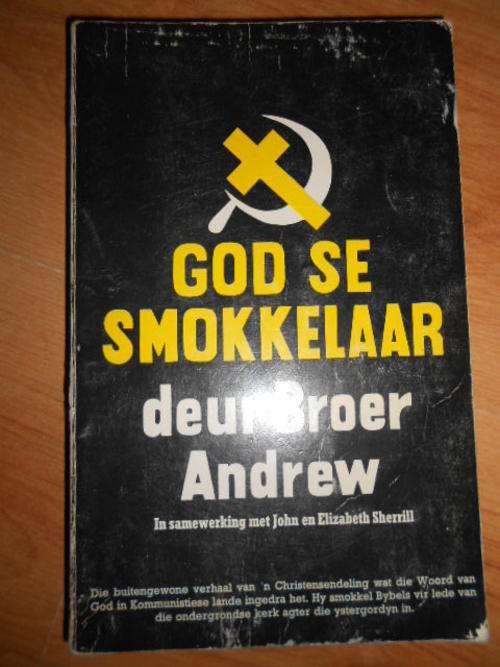 GOD SE
SMOKKELAAR
deur Broer
Andrew
In samewerking met John en Elizabeth Sherrill
Die buitengewone verhaal van 'n Christensendeling wat die Woord van
God in Kommunistiese lande ingedra het. Hy smokkel Bybels vir lede van
die ondergrondse kerk agter die ystergordyn in.